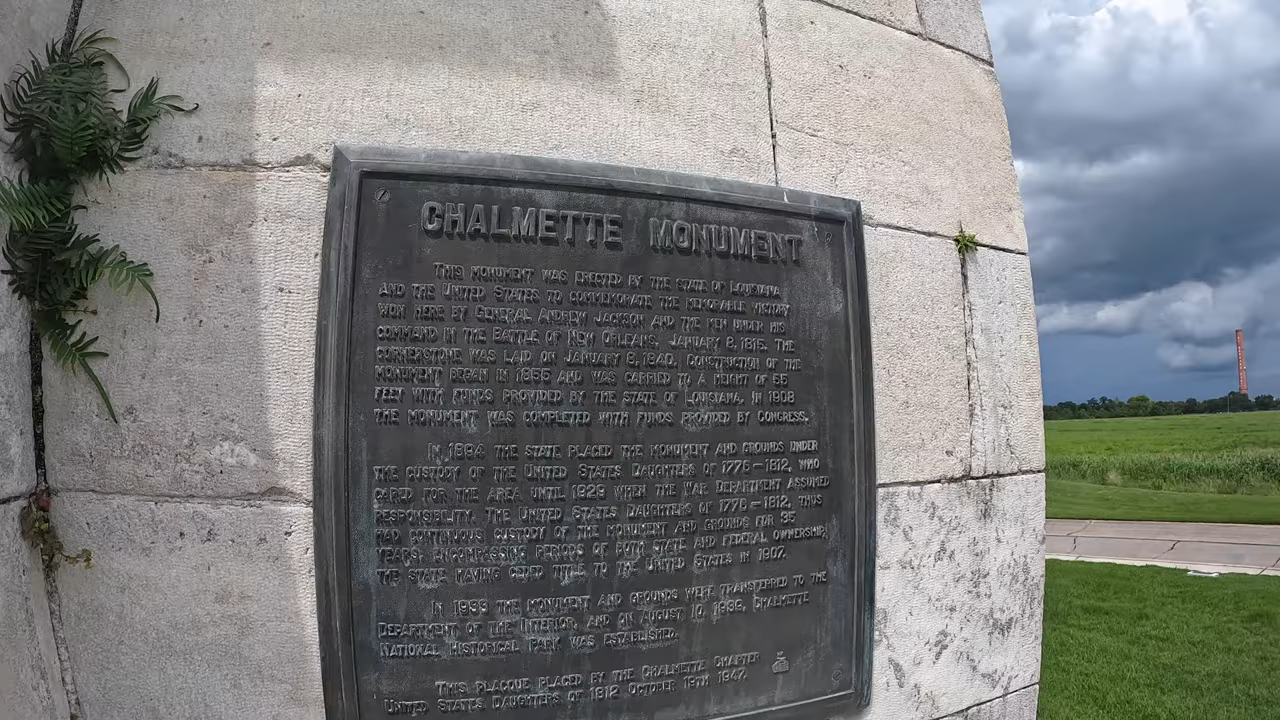 CHALMETTE MONUMENT
THIS MONUMENT WAS ERECTED BY THE STATE OF LOUISIANA
AND THE UNITED STATES TO COMMEMORATE THE MEMORABLE VICTORY
WON HERE BY GENERAL ANDREW JACKSON AND THE MEN UNDER HIS
COMMAND IN THE BATTLE OF NEW ORLEANS, JANUARY 8, 1815. THE
CORNERSTONE WAS LAID ON JANUARY 8, 1840. CONSTRUCTION OF THE
MONUMENT BEGAN IN 1855 AND WAS CARRIED TO A HEIGHT OF 55
FEET WITH FUNDS PROVIDED BY THE STATE OF LOUISIANA. IN 1908
THE MONUMENT WAS COMPLETED WITH FUNDS PROVIDED BY CONGRESS.
IN 1894 THE STATE PLACED THE MONUMENT AND GROUNDS UNDER
THE CUSTODY OF THE UNITED STATES DAUGHTERS OF 1776-1812, WHO
CARED FOR THE AREA UNTIL 1929 WHEN THE WAR DEPARTMENT ASSUMED
RESPONSIBILITY. THE UNITED STATES DAUGHTERS OF 1776-1812, THUS
HAD CONTINUOUS CUSTODY OF THE MONUMENT AND GROUNDS FOR 35
YEARS; ENCOMPASSING PERIODS OF BOTH STATE AND FEDERAL OWNERSHIP,
THE STATE HAVING CEDED TITLE TO THE UNITED STATES IN 1907.
IN 1933 THE MONUMENT AND GROUNDS WERE TRANSFERRED TO THE
DEPARTMENT OF THE INTERIOR, AND ON AUGUST 10, 1939, CHALMETTE
NATIONAL HISTORICAL PARK WAS ESTABLISHED.
THIS PLACQUE PLACED BY THE CHALMETTE CHAPTER
UNITED STATES DAUGHTERS OF 1812 OCTOBER 19TH 1947.